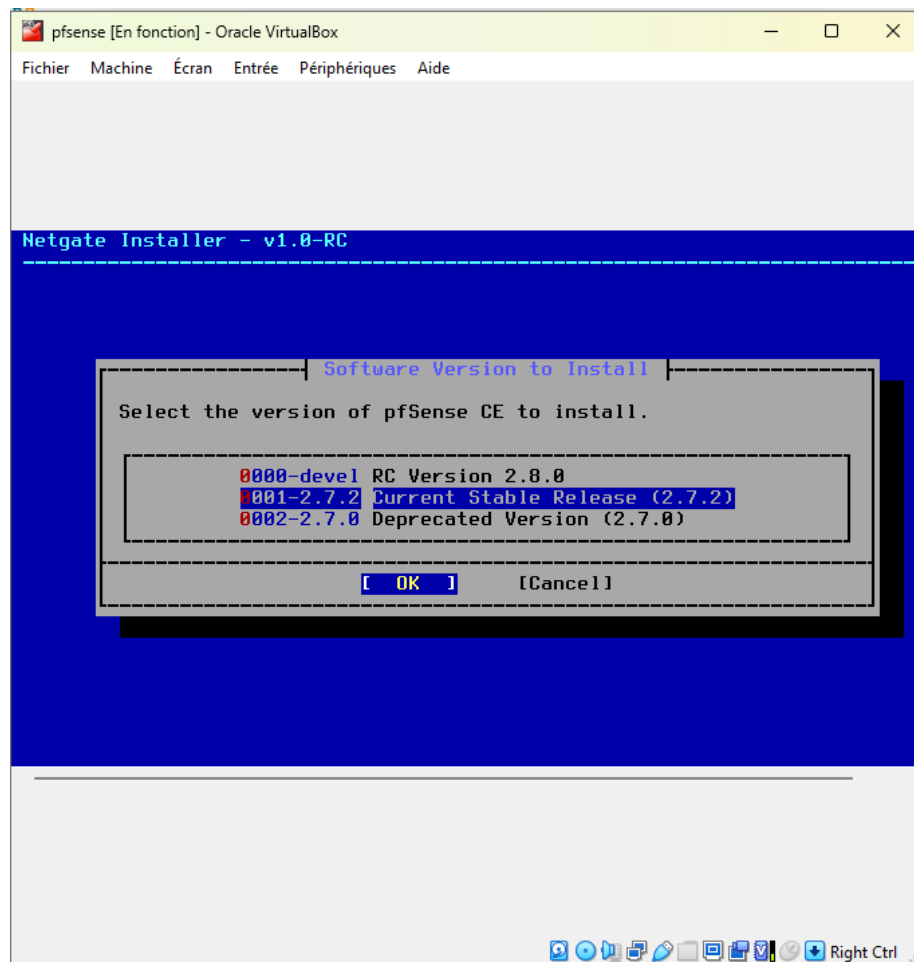 pfsense [En fonction] - Oracle VirtualBox
Fichier Machine Écran Entrée Périphériques Aide
Netgate Installer - v1.0-RC
Software Version to Install
Select the version of pfSense CE to install.
0000-devel RC Version 2.8.0
0001-2.7.2 Current Stable Release (2.7.2)
0002-2.7.0 Deprecated Version (2.7.0)
[ OK ] [Cancel]
Right Ctrl